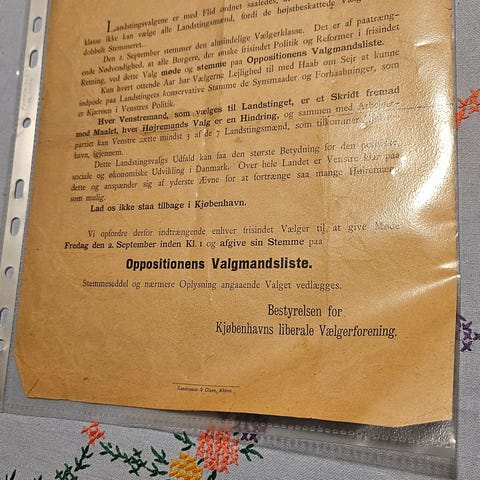 Landstingsvalgene er med Flid ordnet saaledes, at
klasse ikke kan vælge alle Landstingsmænd, fordi de højstbeskattede Vælgere
dobbelt Stemmeret.
Den 2. September stemmer den almindelige Vælgerklasse. Det er af paatræng-
ende Nødvendighed, at alle Borgere, der ønske frisindet Politik og Reformer i frisindet
Retning, ved dette Valg møde og stemme paa Oppositionens Valgmandsliste.
Kun hvert ottende Aar har Vælgerne Lejlighed til med Haab om Sejr at kunne
indpode paa Landstingets konservative Stamme de Synsmaader og Forhaabninger, som
er Kjærnen i Venstres Politik.
Hver Venstremand, som vælges til Landstinget, er et Skridt fremad
mod Maalet, hver Højremands Valg er en Hindring, og sammen med Arbejder-
partiet kan Venstre sætte mindst 3 af de 7 Landstingsmænd, som tilkommer
havn, igjennem.
Dette Landstingsvalgs Udfald kan faa den største Betydning for den politiske,
sociale og økonomiske Udvikling i Danmark. Over hele Landet er Venstre klar paa
dette og anspænder sig af yderste Ævne for at fortrænge saa mange Højremænd
som mulig.
Lad os ikke staa tilbage i Kjøbenhavn.
Vi opfordre derfor indtrængende enhver frisindet Vælger til, at give Møde
Fredag den 2. September inden Kl. 1 og afgive sin Stemme paa
Oppositionens Valgmandsliste.
Stemmeseddel og nærmere Oplysning angaaende Valget vedlægges.
Bestyrelsen for
Kjøbenhavns liberale Vælgerforening.